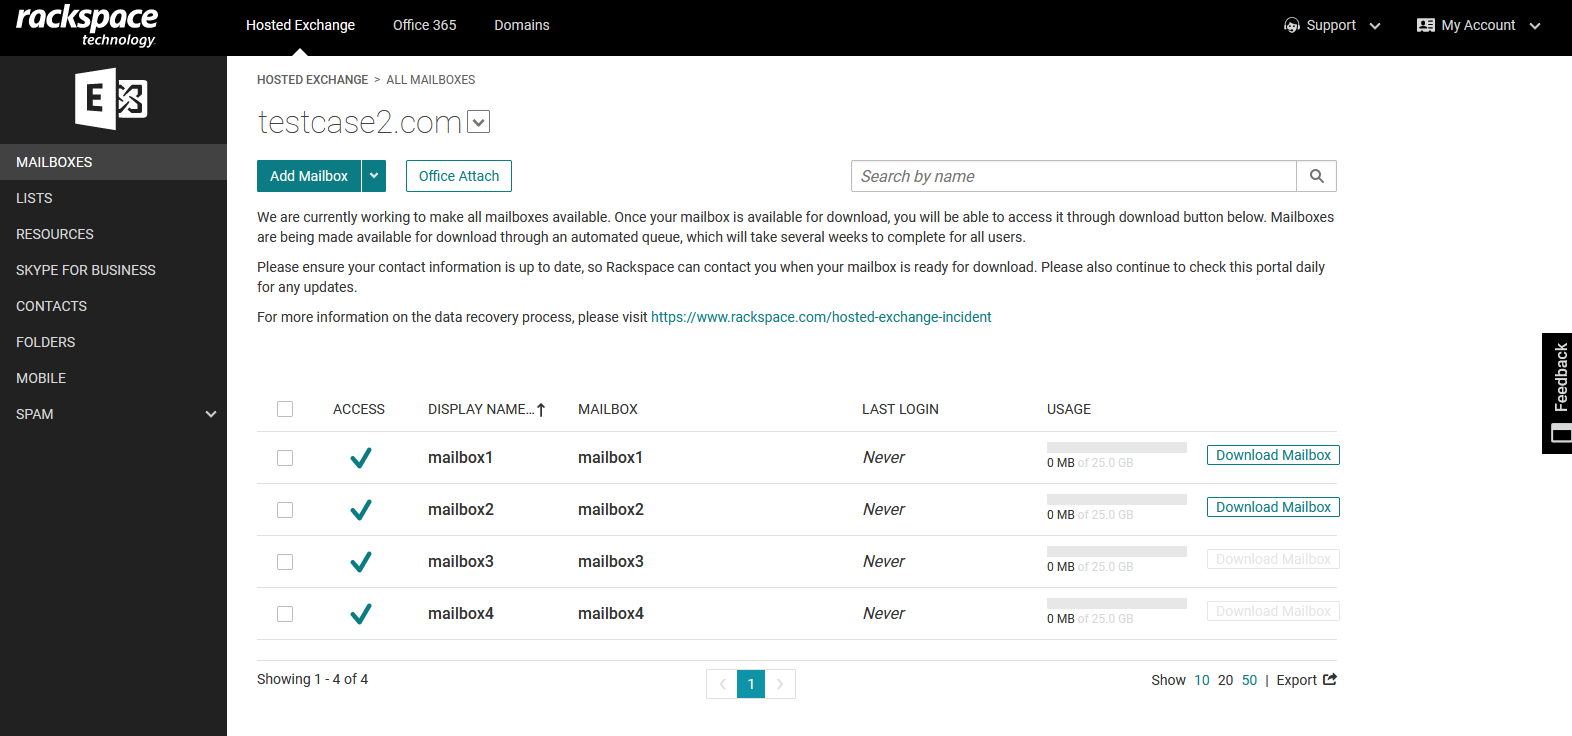 rackspace
technology
Hosted Exchange
Office 365
Domains
Support
My Account
E
MAILBOXES
LISTS
RESOURCES
SKYPE FOR BUSINESS
CONTACTS
FOLDERS
MOBILE
SPAM
HOSTED EXCHANGE > ALL MAILBOXES
testcase2.com
Add Mailbox
Office Attach
Search by name
We are currently working to make all mailboxes available. Once your mailbox is available for download, you will be able to access it through download button below. Mailboxes
are being made available for download through an automated queue, which will take several weeks to complete for all users.
Please ensure your contact information is up to date, so Rackspace can contact you when your mailbox is ready for download. Please also continue to check this portal daily
for any updates.
For more information on the data recovery process, please visit https://www.rackspace.com/hosted-exchange-incident
ACCESS DISPLAY NAME... MAILBOX LAST LOGIN USAGE
mailbox1 mailbox1 Never 0 MB of 25.0 GB Download Mailbox
mailbox2 mailbox2 Never 0 MB of 25.0 GB Download Mailbox
mailbox3 mailbox3 Never 0 MB of 25.0 GB Download Mailbox
mailbox4 mailbox4 Never 0 MB of 25.0 GB Download Mailbox
Showing 1 - 4 of 4
< 1 >
Show 10 20 50 | Export
Feedback